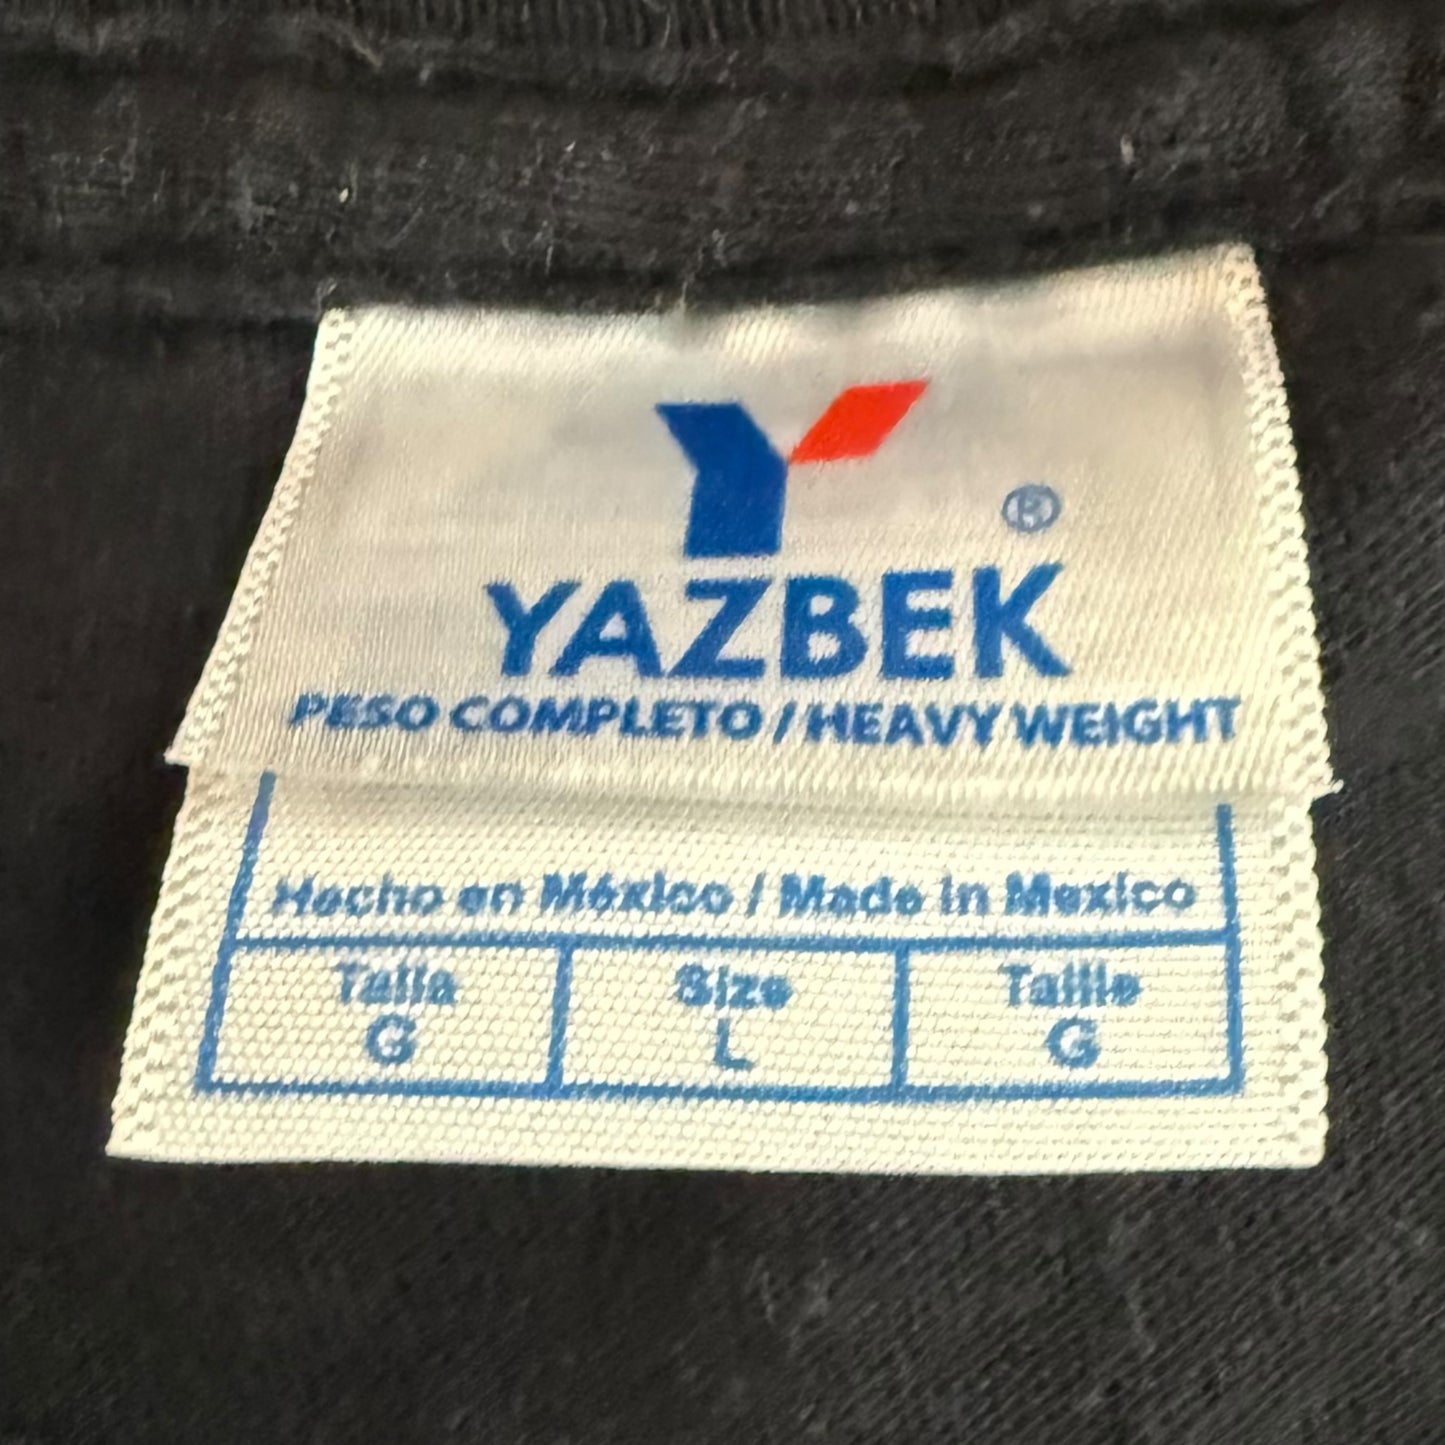 ®
YAZBEK
PESO COMPLETO / HEAVY WEIGHT
Hecho en México / Made in Mexico
Talla Size Taille
G L G